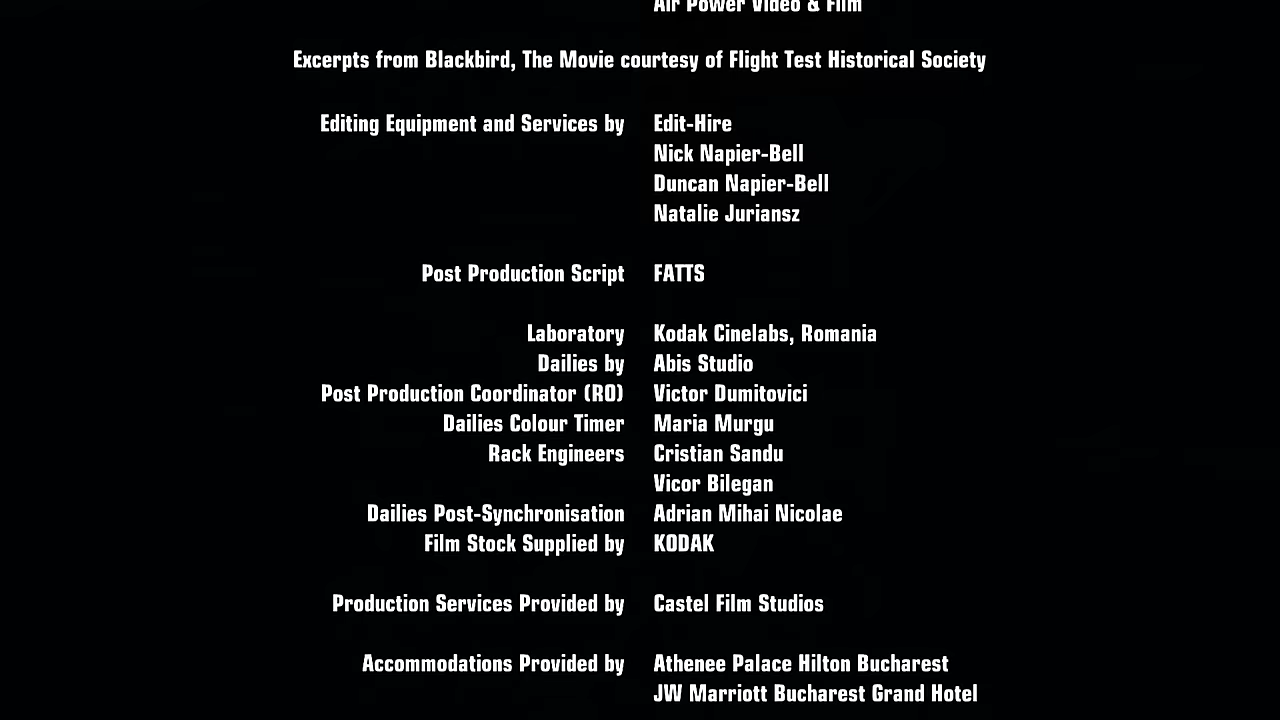 Air Power Video & Film
Excerpts from Blackbird, The Movie courtesy of Flight Test Historical Society
Editing Equipment and Services by Edit-Hire
Nick Napier-Bell
Duncan Napier-Bell
Natalie Juriansz
Post Production Script FATTS
Laboratory Kodak Cinelabs, Romania
Dailies by Abis Studio
Post Production Coordinator (RO) Victor Dumitovici
Dailies Colour Timer Maria Murgu
Rack Engineers Cristian Sandu
Vicor Bilegan
Dailies Post-Synchronisation Adrian Mihai Nicolae
Film Stock Supplied by KODAK
Production Services Provided by Castel Film Studios
Accommodations Provided by Athenee Palace Hilton Bucharest
JW Marriott Bucharest Grand Hotel